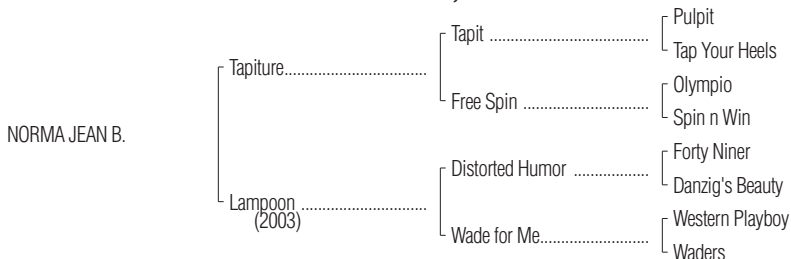 Pulpit
Tapit ........................................
Tap Your Heels
Tapiture....................................
Olympio
Free Spin ................................
Spin n Win
NORMA JEAN B.
Forty Niner
Distorted Humor ...................
Danzig's Beauty
Lampoon ................................
(2003)
Western Playboy
Wade for Me...........................
Waders